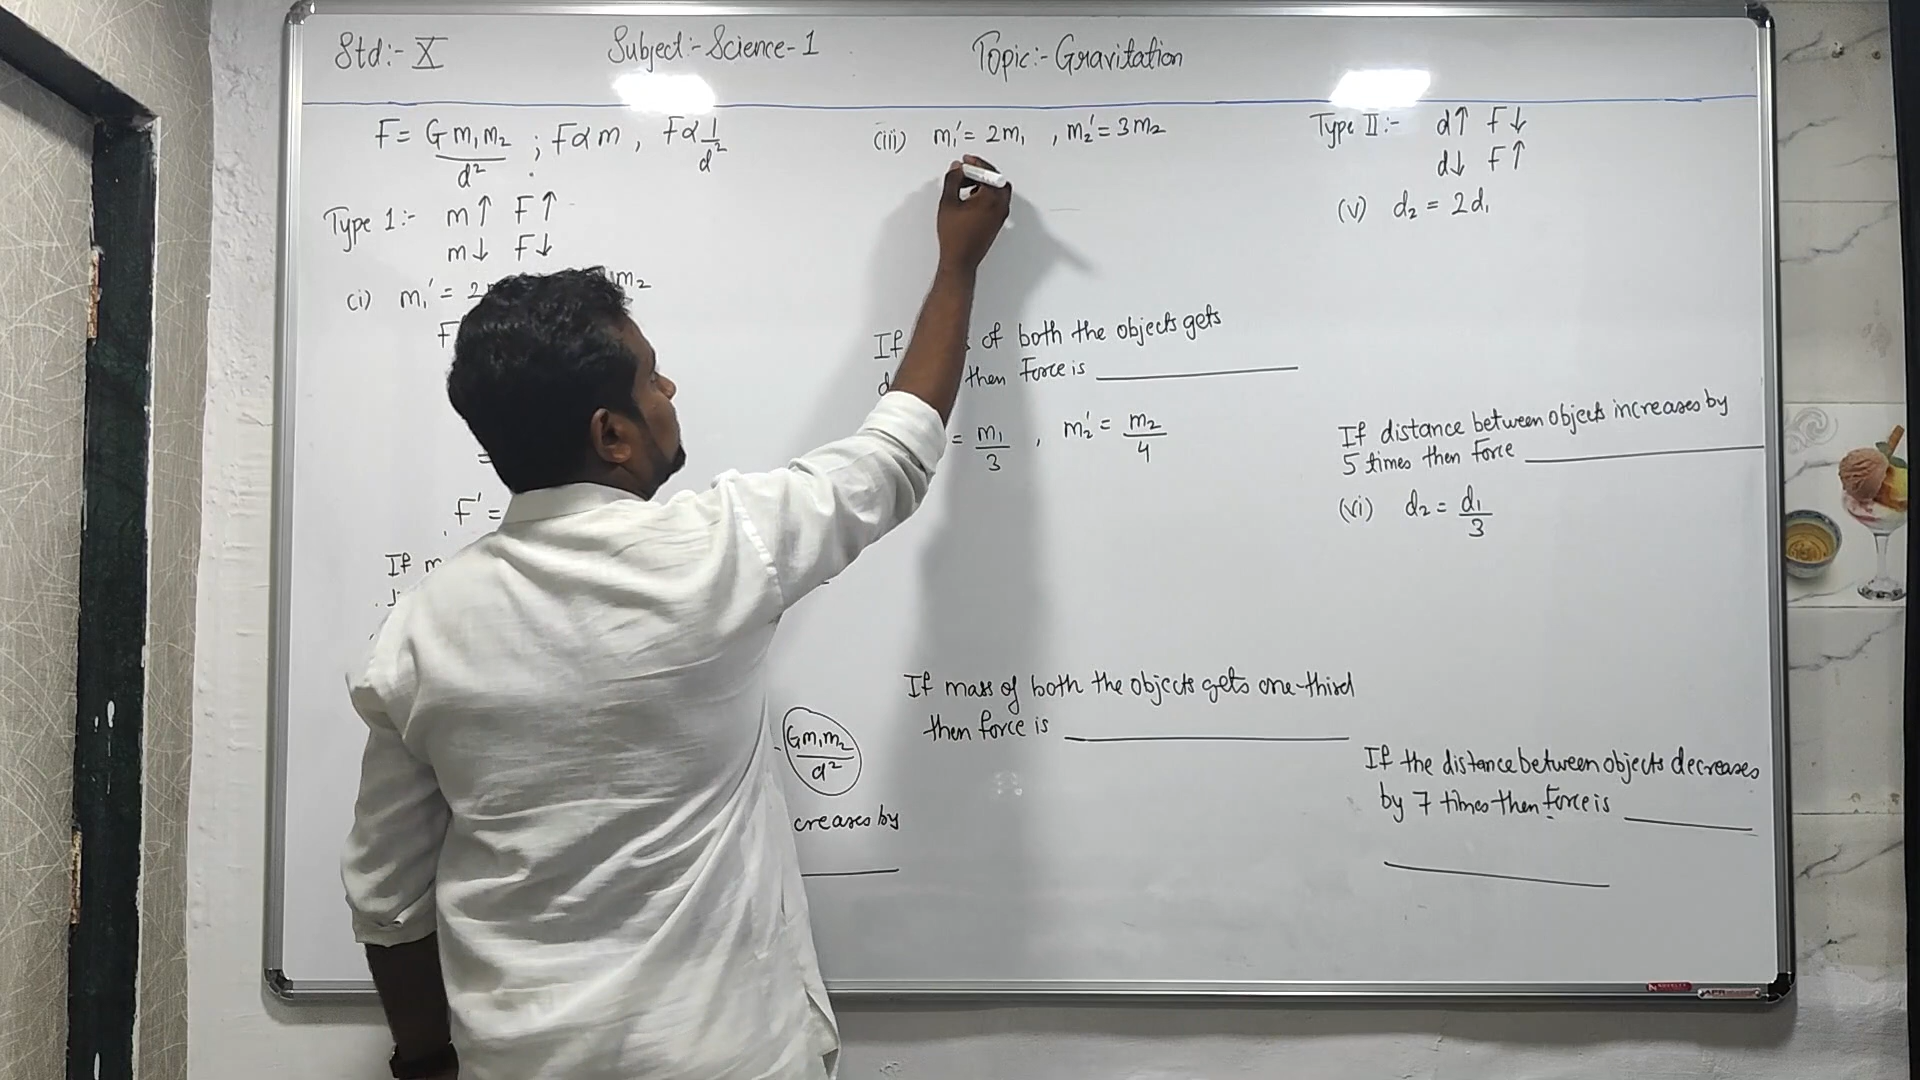 Std:- X Subject:- Science-1 Topic:- Gravitation
F = Gm₁m₂/d² ; F∝m, F∝1/d²
Type 1:- m↑ F↑
m↓ F↓
(i) m₁' = 2 m₂
F
=
F' =
If m
Gm₁m₂/d²
creases by
(iii) m₁' = 2m₁ , m₂' = 3m₂
If of both the objects gets
then Force is
= m₁/3 , m₂' = m₂/4
If mass of both the objects gets one-third
then force is
Type II:- d↑ F↓
d↓ F↑
(v) d₂ = 2d₁
If distance between objects increases by
5 times then Force
(vi) d₂ = d₁/3
If the distance between objects decreases
by 7 times then Force is